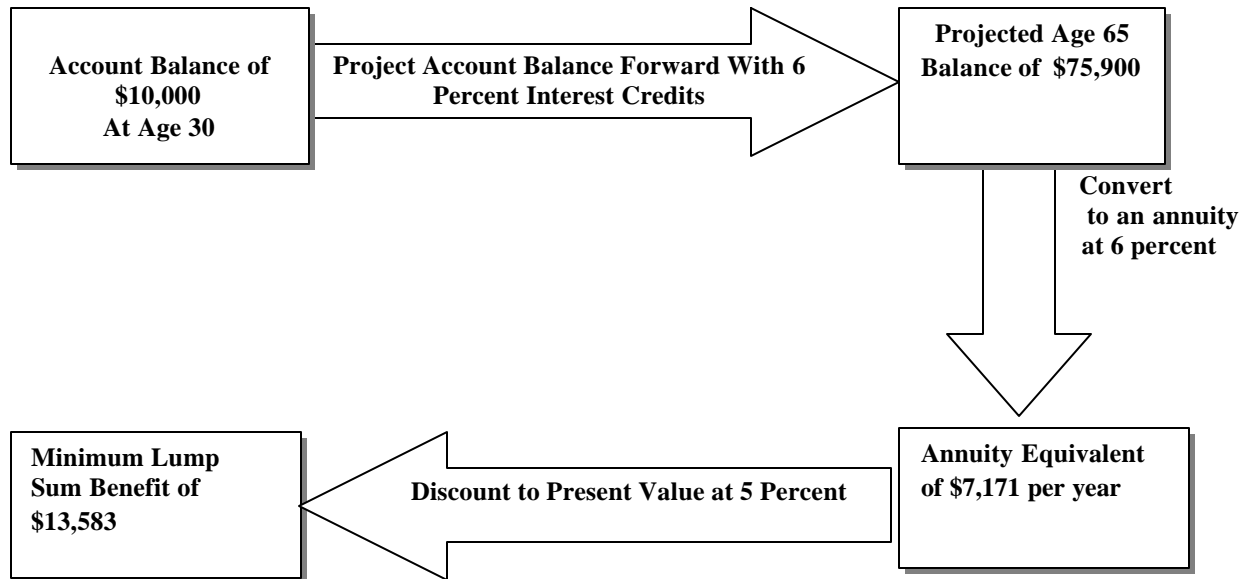 Account Balance of
$10,000
At Age 30
Project Account Balance Forward With 6
Percent Interest Credits
Projected Age 65
Balance of $75,900
Convert
to an annuity
at 6 percent
Annuity Equivalent
of $7,171 per year
Discount to Present Value at 5 Percent
Minimum Lump
Sum Benefit of
$13,583